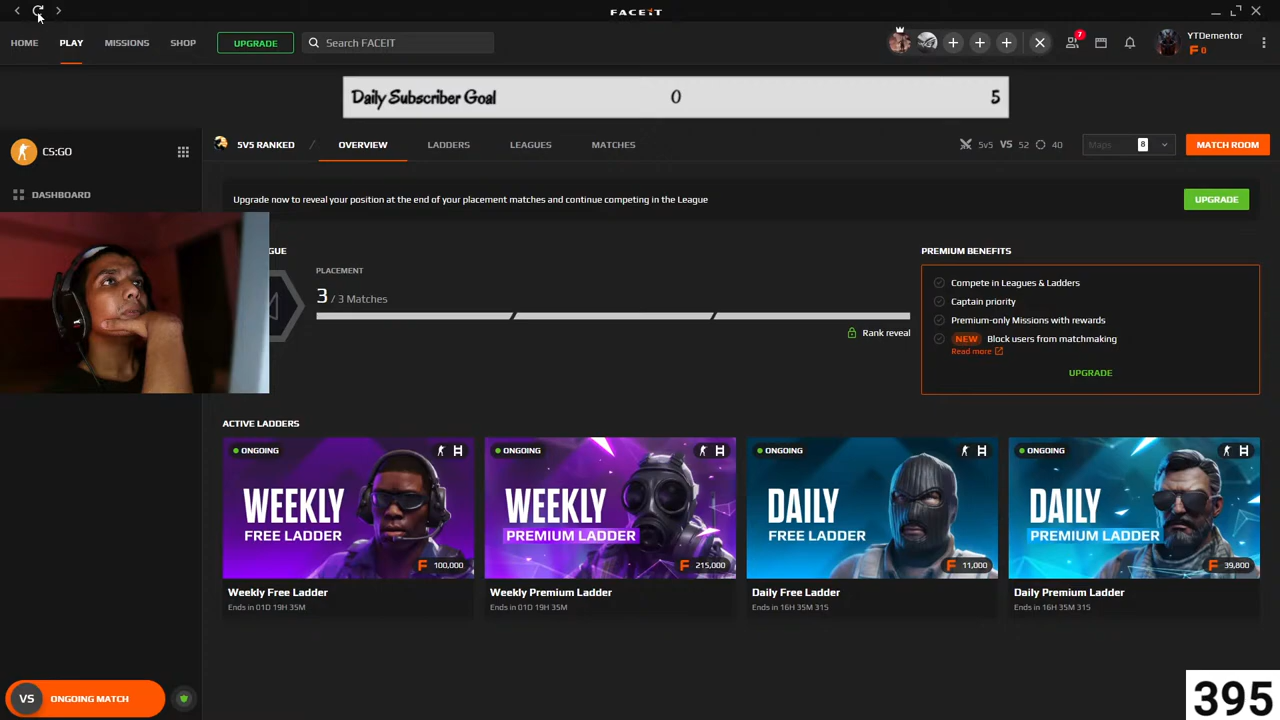 FACEIT
HOME
PLAY
MISSIONS
SHOP
UPGRADE
Search FACEIT
7
YTDementor
F 0
Daily Subscriber Goal 0 5
CS:GO
5V5 RANKED / OVERVIEW LADDERS LEAGUES MATCHES
5v5 VS 52 40
Maps 8
MATCH ROOM
DASHBOARD
Upgrade now to reveal your position at the end of your placement matches and continue competing in the League
UPGRADE
GUE
PLACEMENT
3 / 3 Matches
Rank reveal
PREMIUM BENEFITS
Compete in Leagues & Ladders
Captain priority
Premium-only Missions with rewards
NEW Block users from matchmaking
Read more
UPGRADE
ACTIVE LADDERS
ONGOING
WEEKLY
FREE LADDER
100,000
Weekly Free Ladder
Ends in 01D 19H 35M
ONGOING
WEEKLY
PREMIUM LADDER
215,000
Weekly Premium Ladder
Ends in 01D 19H 35M
ONGOING
DAILY
FREE LADDER
11,000
Daily Free Ladder
Ends in 16H 35M 31S
ONGOING
DAILY
PREMIUM LADDER
39,800
Daily Premium Ladder
Ends in 16H 35M 31S
VS ONGOING MATCH
395